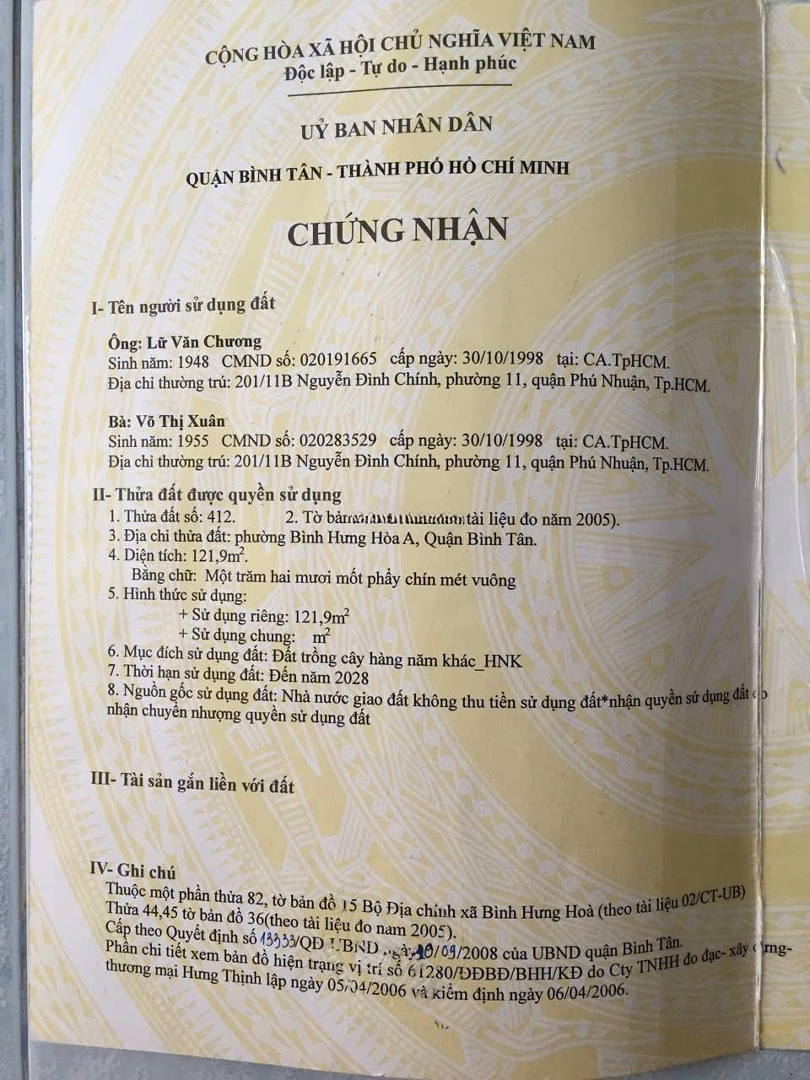 CỘNG HÒA XÃ HỘI CHỦ NGHĨA VIỆT NAM
Độc lập - Tự do - Hạnh phúc
UỶ BAN NHÂN DÂN
QUẬN BÌNH TÂN - THÀNH PHỐ HỒ CHÍ MINH
CHỨNG NHẬN
I- Tên người sử dụng đất
Ông: Lữ Văn Chương
Sinh năm: 1948 CMND số: 020191665 cấp ngày: 30/10/1998 tại: CA.TpHCM.
Địa chỉ thường trú: 201/11B Nguyễn Đình Chính, phường 11, quận Phú Nhuận, Tp.HCM.
Bà: Võ Thị Xuân
Sinh năm: 1955 CMND số: 020283529 cấp ngày: 30/10/1998 tại: CA.TpHCM.
Địa chỉ thường trú: 201/11B Nguyễn Đình Chính, phường 11, quận Phú Nhuận, Tp.HCM.
II- Thửa đất được quyền sử dụng
1. Thửa đất số: 412. 2. Tờ tài liệu đo năm 2005).
3. Địa chỉ thửa đất: phường Bình Hưng Hòa A, Quận Bình Tân.
4. Diện tích: 121,9m².
Bằng chữ: Một trăm hai mươi mốt phẩy chín mét vuông
5. Hình thức sử dụng:
+ Sử dụng riêng: 121,9m²
+ Sử dụng chung: m²
6. Mục đích sử dụng đất: Đất trồng cây hàng năm khác_HNK
7. Thời hạn sử dụng đất: Đến năm 2028
8. Nguồn gốc sử dụng đất: Nhà nước giao đất không thu tiền sử dụng đất*nhận quyền sử dụng đất
nhận chuyển nhượng quyền sử dụng đất
III- Tài sản gắn liền với đất
IV- Ghi chú
Thuộc một phần thửa 82, tờ bản đồ 15 Bộ Địa chính xã Bình Hưng Hoà (theo tài liệu 02/CT-UB)
Thửa 44,45 tờ bản đồ 36(theo tài liệu đo nam 2005).
Cấp theo Quyết định số /QĐ UBND ngày /09/2008 của UBND quận Bình Tân.
Phần chi tiết xem bản đồ hiện trạng vị trí số 61280/ĐĐBĐ/BHH/KĐ do Cty TNHH đo đạc- xây dựng-
thương mại Hưng Thịnh lập ngày 05/04/2006 và kiểm định ngày 06/04/2006.